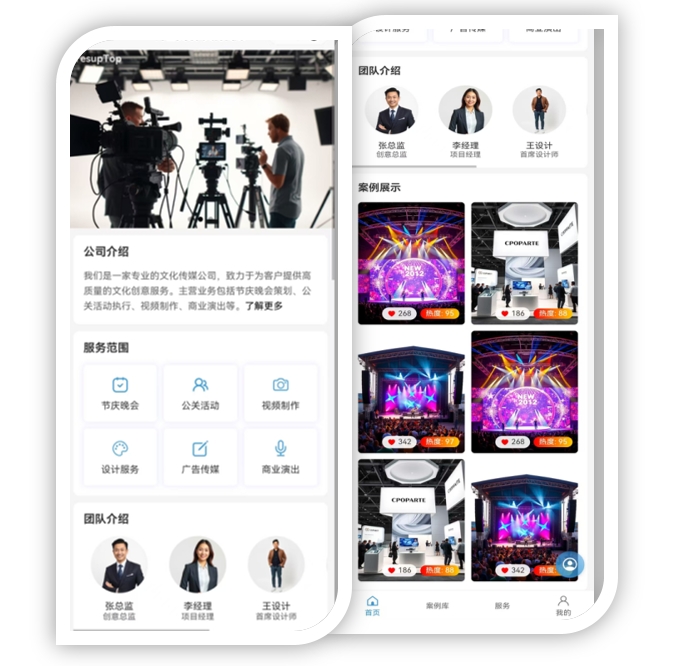 esupTop
公司介绍
我们是一家专业的文化传媒公司，致力于为客户提供高
质量的文化创意服务。主营业务包括节庆晚会策划、公
关活动执行、视频制作、商业演出等。了解更多
服务范围
节庆晚会 公关活动 视频制作
设计服务 广告传媒 商业演出
团队介绍
张总监 李经理 王设计
创意总监 项目经理 首席设计师
设计服务 广告传媒 商业演出
团队介绍
张总监 李经理 王设计
创意总监 项目经理 首席设计师
案例展示
NEW
2012
CPOPARTE
268 热度: 95 186 热度: 88
NEW
2012
342 热度: 97 268 热度: 95
CPOPARTE
186 热度: 88 342 热度: 97
首页 案例库 服务 我的